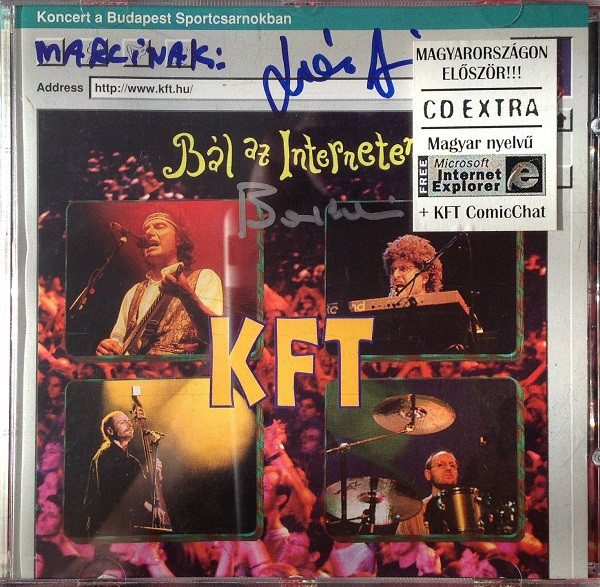 Koncert a Budapest Sportcsarnokban
MARCINAK:
Address http://www.kft.hu/
Bál az Interneten
MAGYARORSZÁGON
ELŐSZÖR!!!
CD EXTRA
Magyar nyelvű
FREE Microsoft
Internet
Explorer
+ KFT ComicChat
KFT